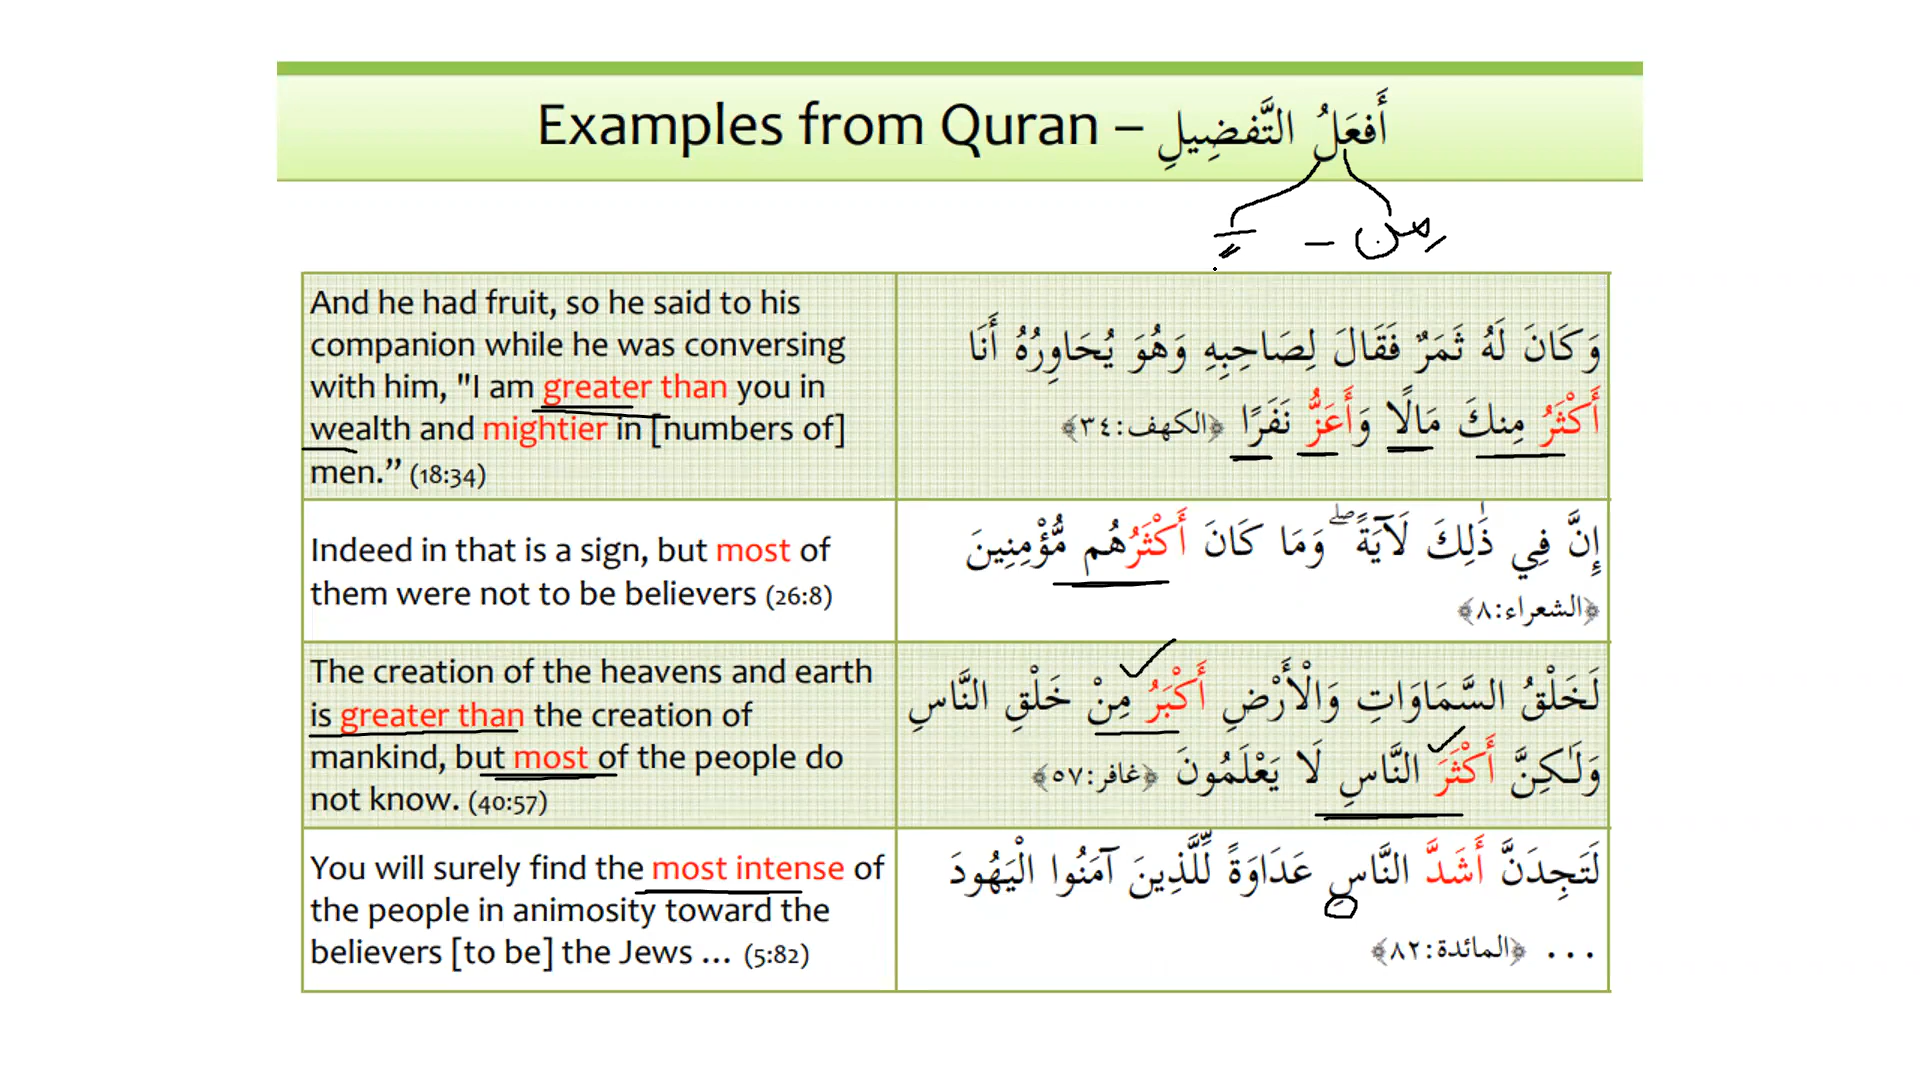 Examples from Quran – أَفعَلُ التَّفضِيلِ
مِن –
And he had fruit, so he said to his
companion while he was conversing
with him, "I am greater than you in
wealth and mightier in [numbers of]
men.” (18:34)
وَكَانَ لَهُ ثَمَرٌ فَقَالَ لِصَاحِبِهِ وَهُوَ يُحَاوِرُهُ أَنَا
أَكْثَرُ مِنكَ مَالًا وَأَعَزُّ نَفَرًا ﴿الكهف:٣٤﴾
Indeed in that is a sign, but most of
them were not to be believers (26:8)
إِنَّ فِي ذَٰلِكَ لَآيَةً ۖ وَمَا كَانَ أَكْثَرُهُم مُّؤْمِنِينَ
﴿الشعراء:٨﴾
The creation of the heavens and earth
is greater than the creation of
mankind, but most of the people do
not know. (40:57)
لَخَلْقُ السَّمَاوَاتِ وَالْأَرْضِ أَكْبَرُ مِنْ خَلْقِ النَّاسِ
وَلَـٰكِنَّ أَكْثَرَ النَّاسِ لَا يَعْلَمُونَ ﴿غافر:٥٧﴾
You will surely find the most intense of
the people in animosity toward the
believers [to be] the Jews ... (5:82)
لَتَجِدَنَّ أَشَدَّ النَّاسِ عَدَاوَةً لِّلَّذِينَ آمَنُوا الْيَهُودَ
... ﴿المائدة:٨٢﴾